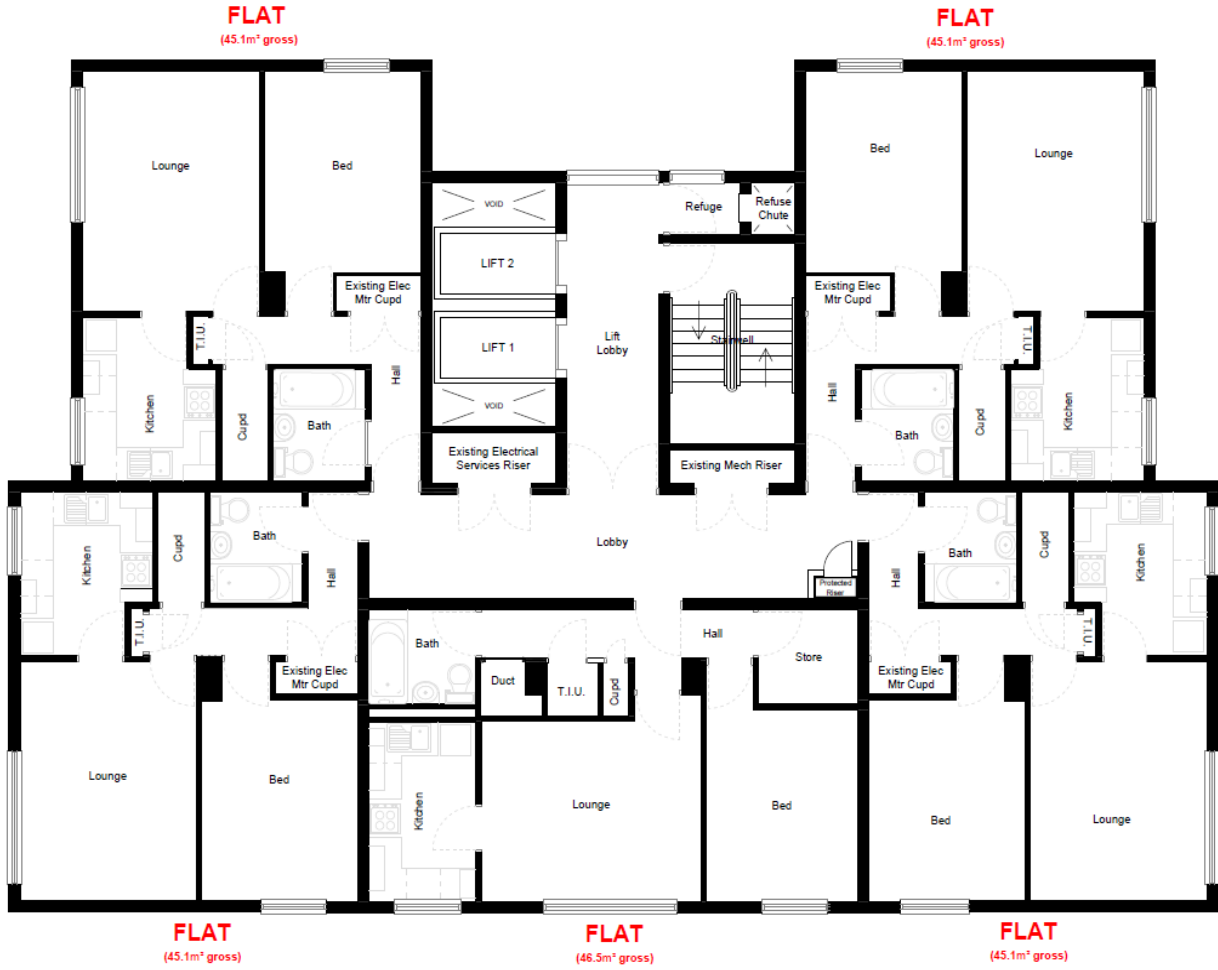 FLAT
(45.1m² gross)
FLAT
(45.1m² gross)
Lounge
Bed
Bed
Lounge
VOID
Refuge
Refuse
Chute
LIFT 2
Existing Elec
Mtr Cupd
Existing Elec
Mtr Cupd
T.I.U.
LIFT 1
Lift
Lobby
Stairwell
T.I.U.
Hall
Hall
VOID
Kitchen
Cupd
Bath
Bath
Cupd
Kitchen
Existing Electrical
Services Riser
Existing Mech Riser
Kitchen
Cupd
Bath
Hall
Lobby
Protected
Riser
Hall
Bath
Cupd
Kitchen
T.I.U.
Existing Elec
Mtr Cupd
Bath
Hall
Store
Duct
T.I.U.
Cupd
Existing Elec
Mtr Cupd
T.I.U.
Lounge
Bed
Kitchen
Lounge
Bed
Bed
Lounge
FLAT
(45.1m² gross)
FLAT
(46.5m² gross)
FLAT
(45.1m² gross)